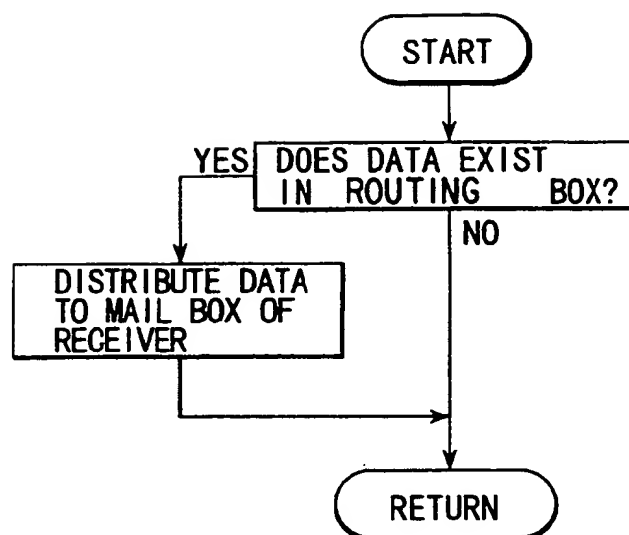 START
YES
DOES DATA EXIST
IN ROUTING BOX?
NO
DISTRIBUTE DATA
TO MAIL BOX OF
RECEIVER
RETURN